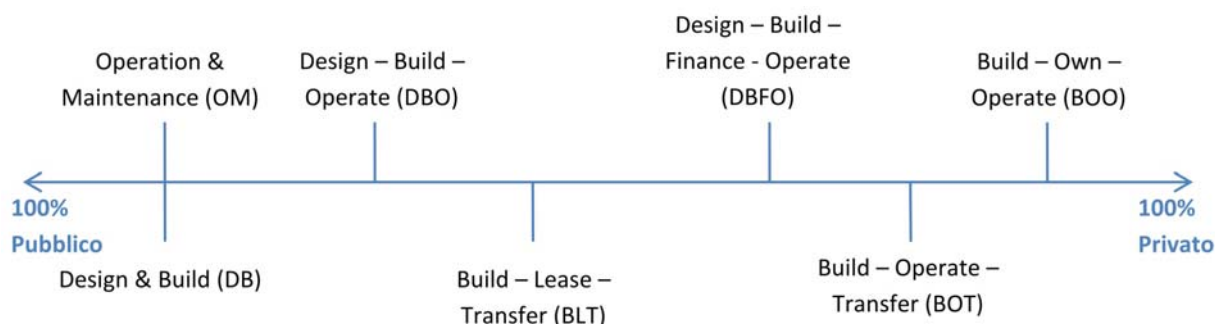 Operation &
Maintenance (OM)
Design – Build –
Operate (DBO)
Design – Build –
Finance - Operate
(DBFO)
Build – Own –
Operate (BOO)
100%
Pubblico
100%
Privato
Design & Build (DB)
Build – Lease –
Transfer (BLT)
Build – Operate –
Transfer (BOT)